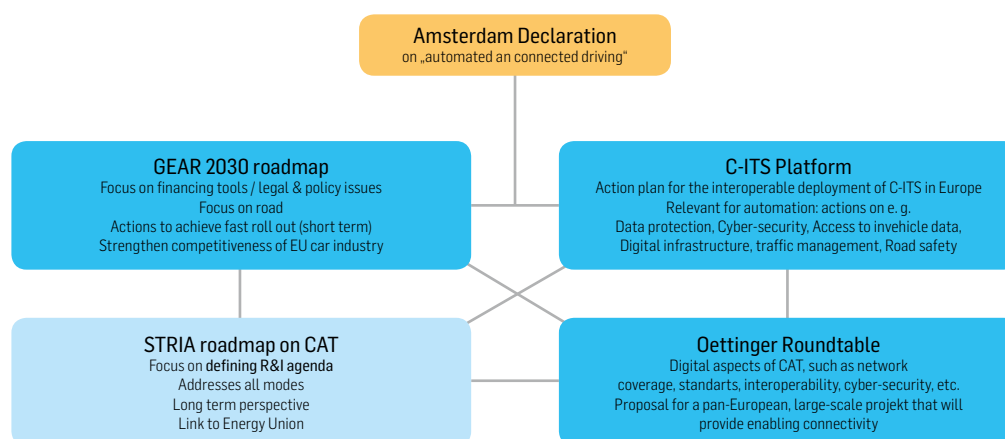 Amsterdam Declaration
on „automated an connected driving“
GEAR 2030 roadmap
Focus on financing tools / legal & policy issues
Focus on road
Actions to achieve fast roll out (short term)
Strengthen competitiveness of EU car industry
C-ITS Platform
Action plan for the interoperable deployment of C-ITS in Europe
Relevant for automation: actions on e. g.
Data protection, Cyber-security, Access to invehicle data,
Digital infrastructure, traffic management, Road safety
STRIA roadmap on CAT
Focus on defining R&I agenda
Addresses all modes
Long term perspective
Link to Energy Union
Oettinger Roundtable
Digital aspects of CAT, such as network
coverage, standarts, interoperability, cyber-security, etc.
Proposal for a pan-European, large-scale projekt that will
provide enabling connectivity